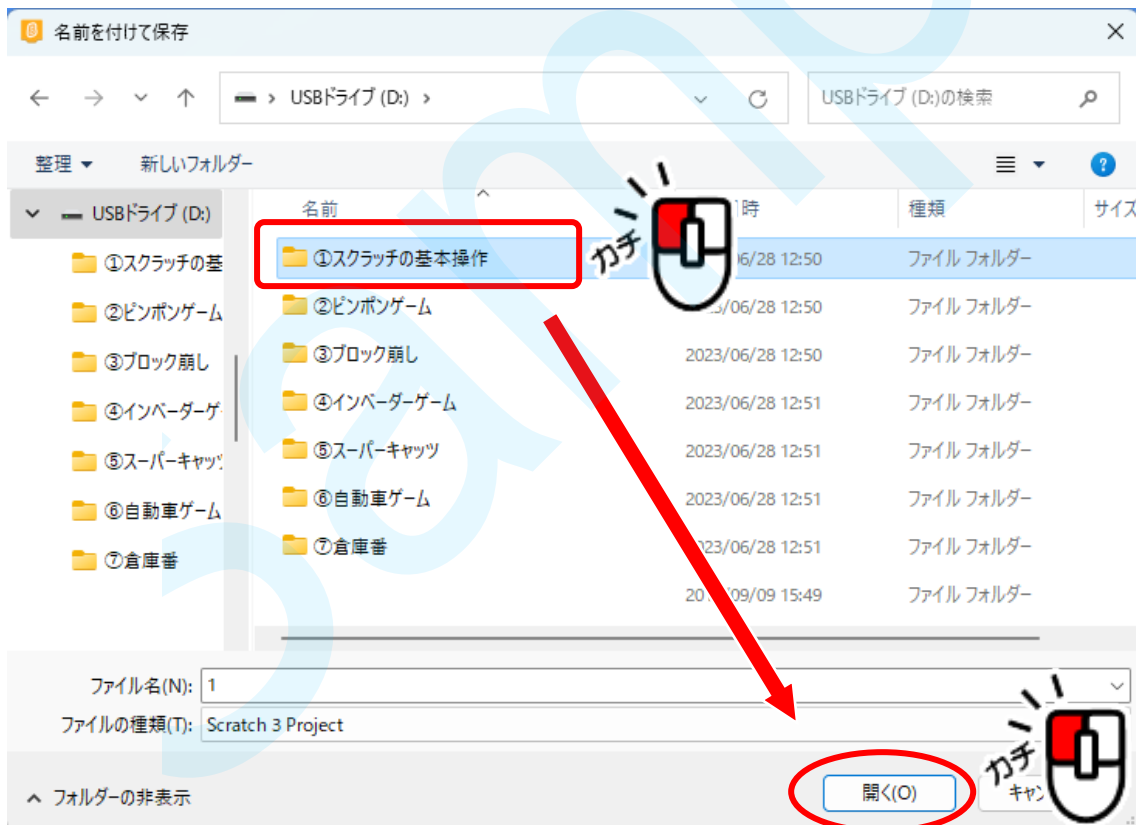 名前を付けて保存
USBドライブ (D:)
USBドライブ (D:)の検索
整理
新しいフォルダー
USBドライブ (D:)
①スクラッチの基
②ピンポンゲーム
③ブロック崩し
④インベーダーゲ
⑤スーパーキャッツ
⑥自動車ゲーム
⑦倉庫番
名前 時 種類 サイズ
①スクラッチの基本操作 6/28 12:50 ファイル フォルダー
②ピンポンゲーム /06/28 12:50 ファイル フォルダー
③ブロック崩し 2023/06/28 12:50 ファイル フォルダー
④インベーダーゲーム 2023/06/28 12:51 ファイル フォルダー
⑤スーパーキャッツ 2023/06/28 12:51 ファイル フォルダー
⑥自動車ゲーム 2023/06/28 12:51 ファイル フォルダー
⑦倉庫番 023/06/28 12:51 ファイル フォルダー
/09/09 15:49 ファイル フォルダー
カチ
ファイル名(N): 1
ファイルの種類(T): Scratch 3 Project
カチ
フォルダーの非表示
開く(O)
キャン